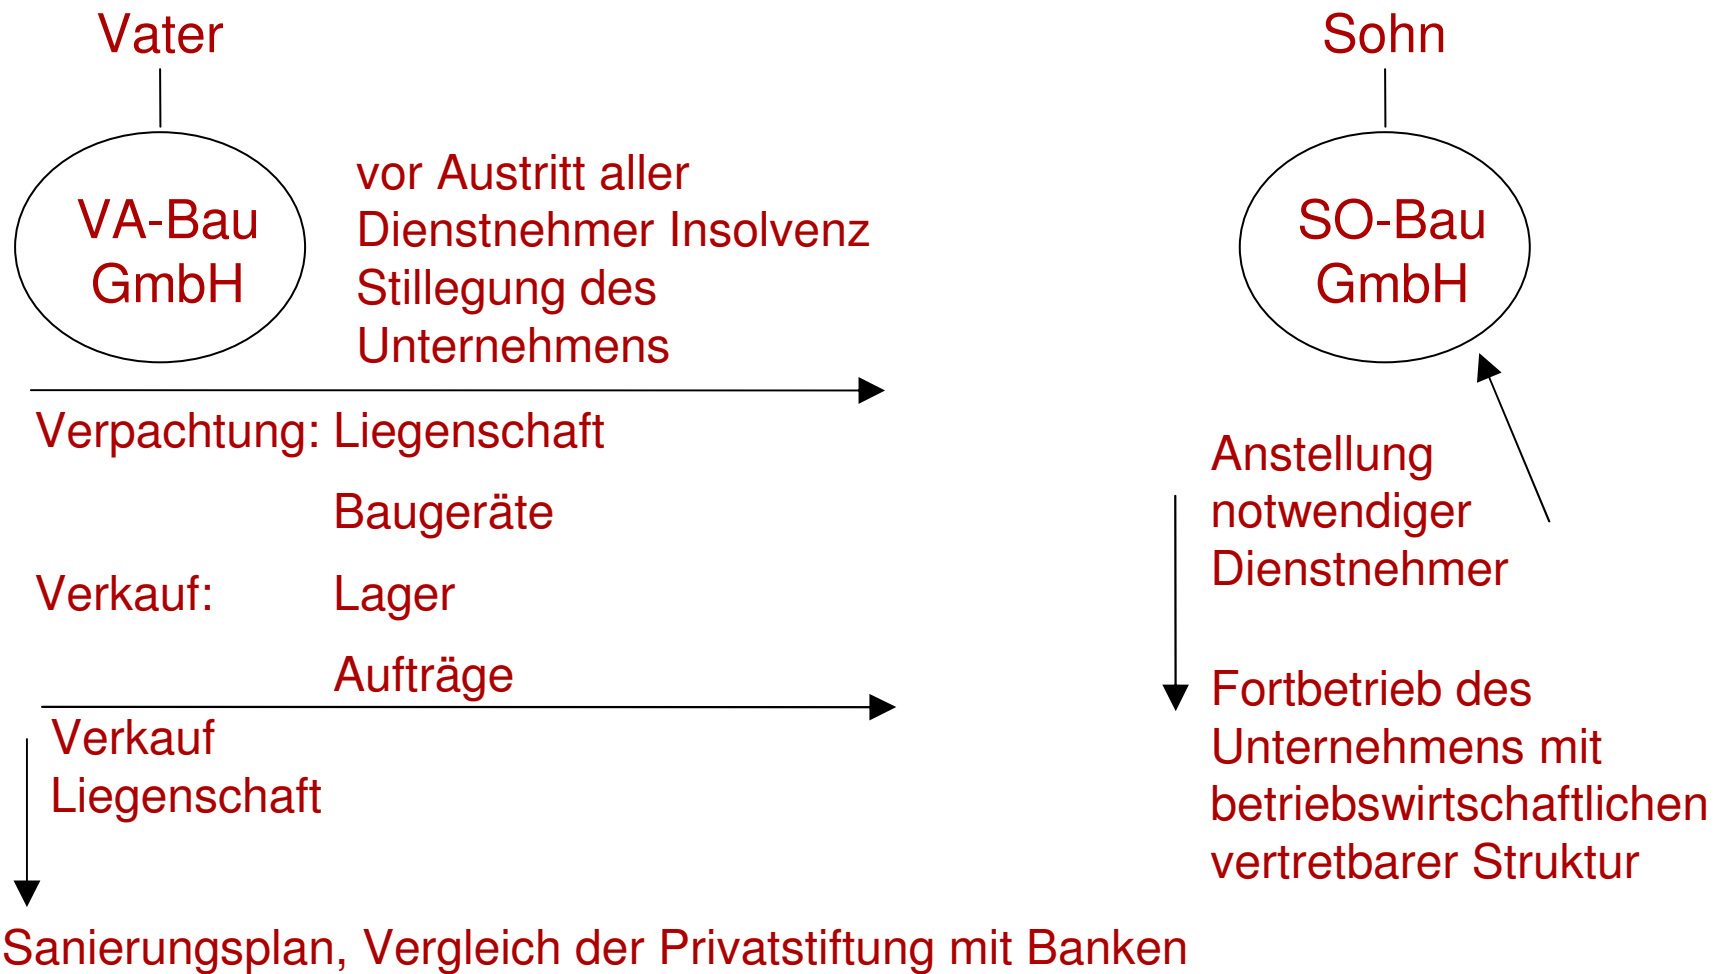 Vater
Sohn
VA-Bau
GmbH
vor Austritt aller
Dienstnehmer Insolvenz
Stillegung des
Unternehmens
SO-Bau
GmbH
Verpachtung: Liegenschaft
Baugeräte
Verkauf: Lager
Aufträge
Verkauf
Liegenschaft
Anstellung
notwendiger
Dienstnehmer
Fortbetrieb des
Unternehmens mit
betriebswirtschaftlichen
vertretbarer Struktur
Sanierungsplan, Vergleich der Privatstiftung mit Banken